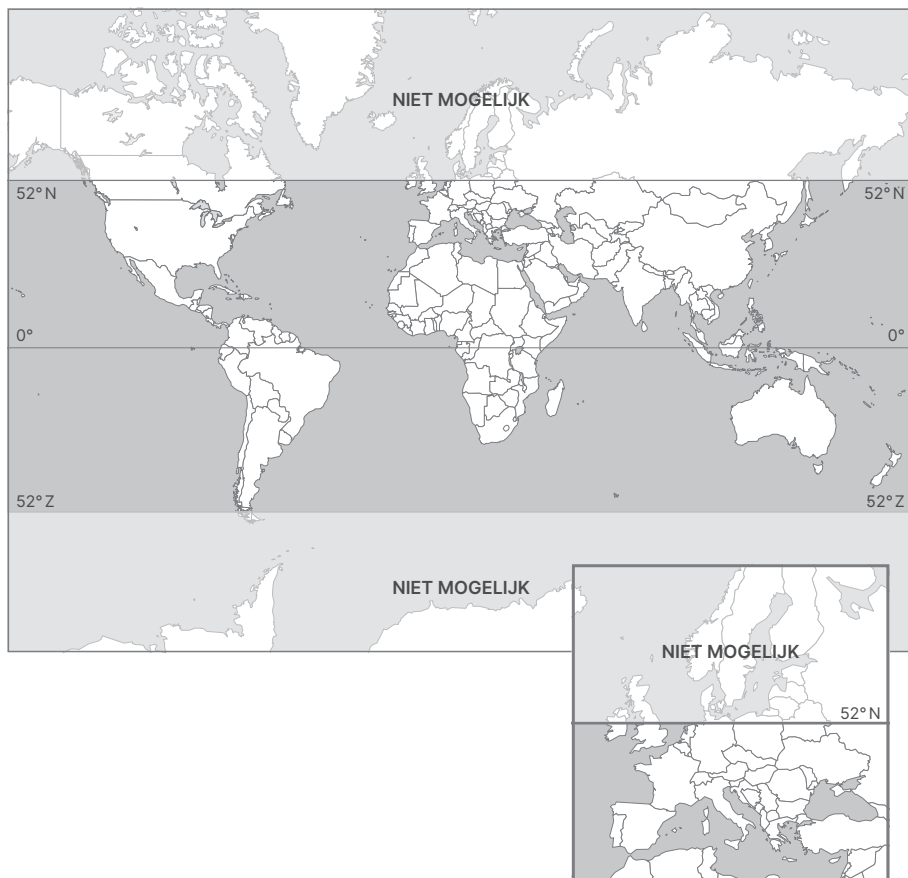 NIET MOGELIJK
52° N 52° N
0° 0°
52° Z 52° Z
NIET MOGELIJK
NIET MOGELIJK
52° N